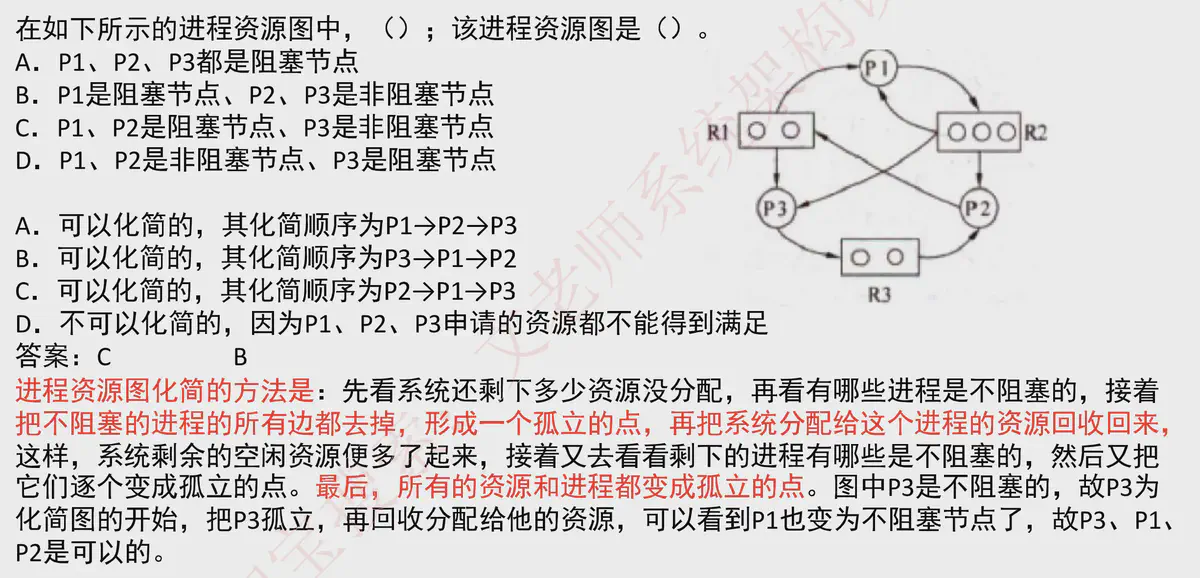 在如下所示的进程资源图中，（）；该进程资源图是（）。
A．P1、P2、P3都是阻塞节点
B．P1是阻塞节点、P2、P3是非阻塞节点
C．P1、P2是阻塞节点、P3是非阻塞节点
D．P1、P2是非阻塞节点、P3是阻塞节点
P1
R1
R2
P3
P2
R3
A．可以化简的，其化简顺序为P1→P2→P3
B．可以化简的，其化简顺序为P3→P1→P2
C．可以化简的，其化简顺序为P2→P1→P3
D．不可以化简的，因为P1、P2、P3申请的资源都不能得到满足
答案：C B
进程资源图化简的方法是：先看系统还剩下多少资源没分配，再看有哪些进程是不阻塞的，接着
把不阻塞的进程的所有边都去掉，形成一个孤立的点，再把系统分配给这个进程的资源回收回来，
这样，系统剩余的空闲资源便多了起来，接着又去看看剩下的进程有哪些是不阻塞的，然后又把
它们逐个变成孤立的点。最后，所有的资源和进程都变成孤立的点。图中P3是不阻塞的，故P3为
化简图的开始，把P3孤立，再回收分配给他的资源，可以看到P1也变为不阻塞节点了，故P3、P1、
P2是可以的。
文老师系统架构